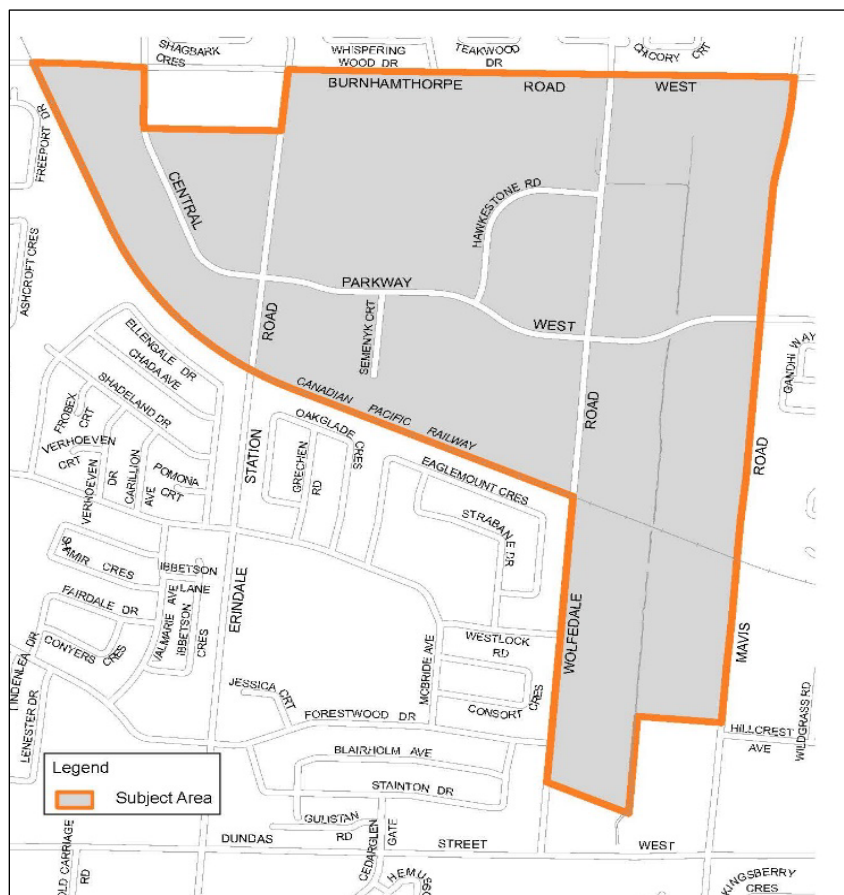 SHAGBARK
CRES
WHISPERING
WOOD DR
TEAKWOOD
DR
CHICORY CRT
BURNHAMTHORPE ROAD WEST
FREEPORT DR
CENTRAL
HAWKESTONE RD
ASHCROFT CRES
PARKWAY
WEST
ROAD
SEMENYK CRT
GANDHI WAY
ELLENGALE DR
CHADA AVE
SHADELAND DR
CANADIAN PACIFIC RAILWAY
ROAD
ROAD
FROBEX
CRT
VERHOEVEN
CRT
VERHOEVEN
DR
CARILLION
AVE
POMONA
CRT
STATION
OAKGLADE
CRES
GRECHEN
RD
EAGLEMOUNT CRES
STRABANE DR
AMIR CRES
IBBETSON
LANE
FAIRDALE DR
VALMARIE AVE
IBBETSON
CRES
CONYERS
CRES
ERINDALE
WOLFEDALE
MAVIS
WESTLOCK
RD
MCBRIDE AVE
CONSORT
CRES
LENESTER DR
JESSICA CRT
FORESTWOOD DR
HILLCREST
AVE
WILDGRASS RD
BLAIRHOLM AVE
STAINTON DR
Legend
Subject Area
GULISTAN
RD
CEDARGLEN
GATE
DUNDAS STREET WEST
OLD CARRIAGE
RD
KINGSBERRY
CRES